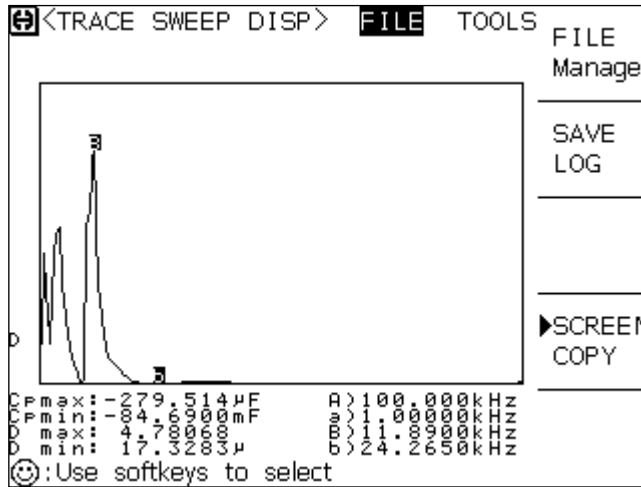 <TRACE SWEEP DISP> FILE TOOLS
FILE
Manage
SAVE
LOG
SCREEN
COPY
B
b
D
Cpmax:-279.514µF A)100.000kHz
Cpmin:-84.6900mF a)1.00000kHz
D max: 4.78068 B)11.8900kHz
D min: 17.3283µ b)24.2650kHz
:Use softkeys to select